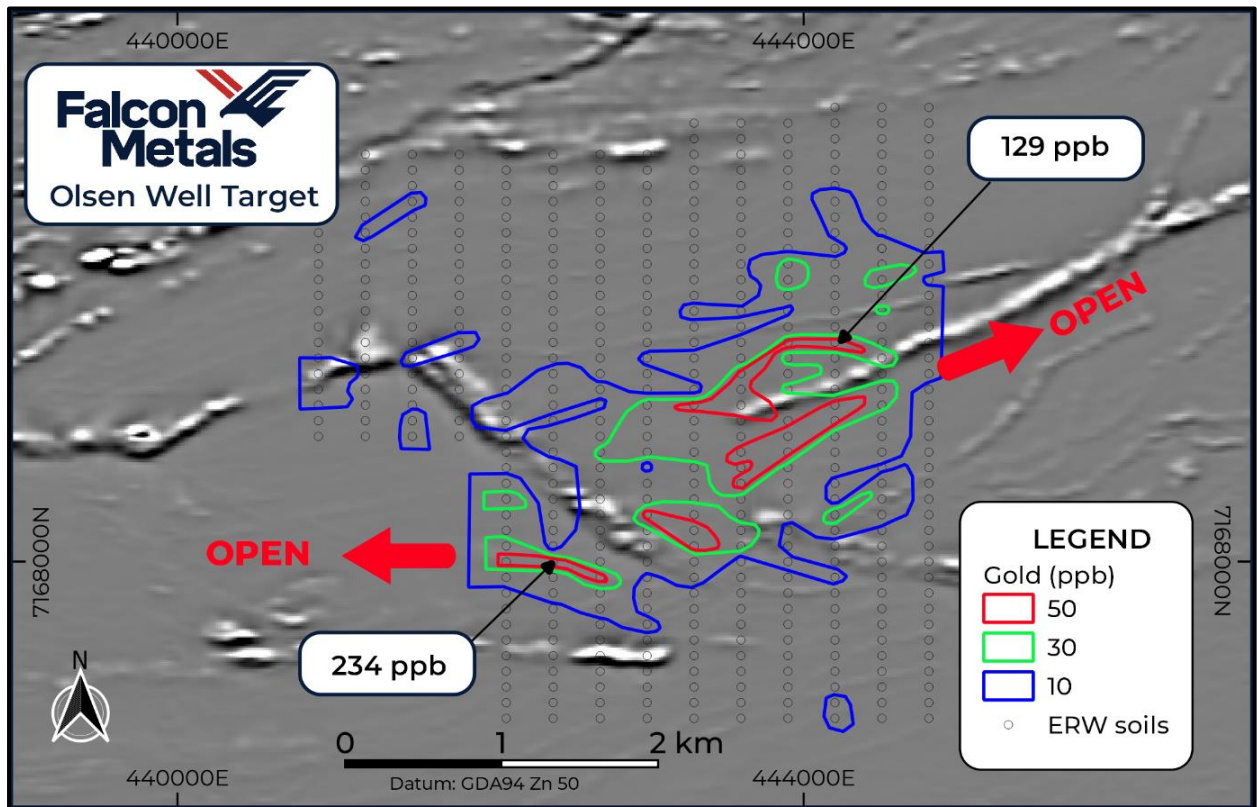 440000E
444000E
Falcon
Metals
Olsen Well Target
129 ppb
OPEN
OPEN
7168000N
7168000N
234 ppb
LEGEND
Gold (ppb)
50
30
10
ERW soils
N
0 1 2 km
Datum: GDA94 Zn 50
440000E
444000E